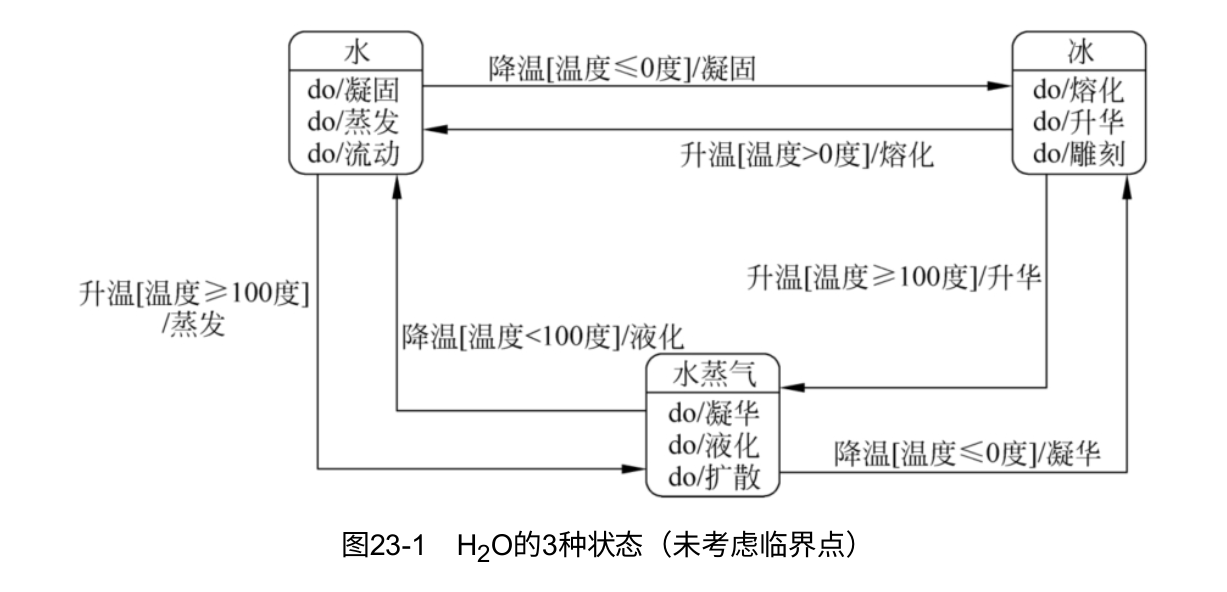 水
do/凝固
do/蒸发
do/流动
降温[温度≤0度]/凝固
升温[温度>0度]/熔化
冰
do/熔化
do/升华
do/雕刻
升温[温度≥100度]
/蒸发
降温[温度<100度]/液化
升温[温度≥100度]/升华
水蒸气
do/凝华
do/液化
do/扩散
降温[温度≤0度]/凝华
图23-1 H₂O的3种状态（未考虑临界点）